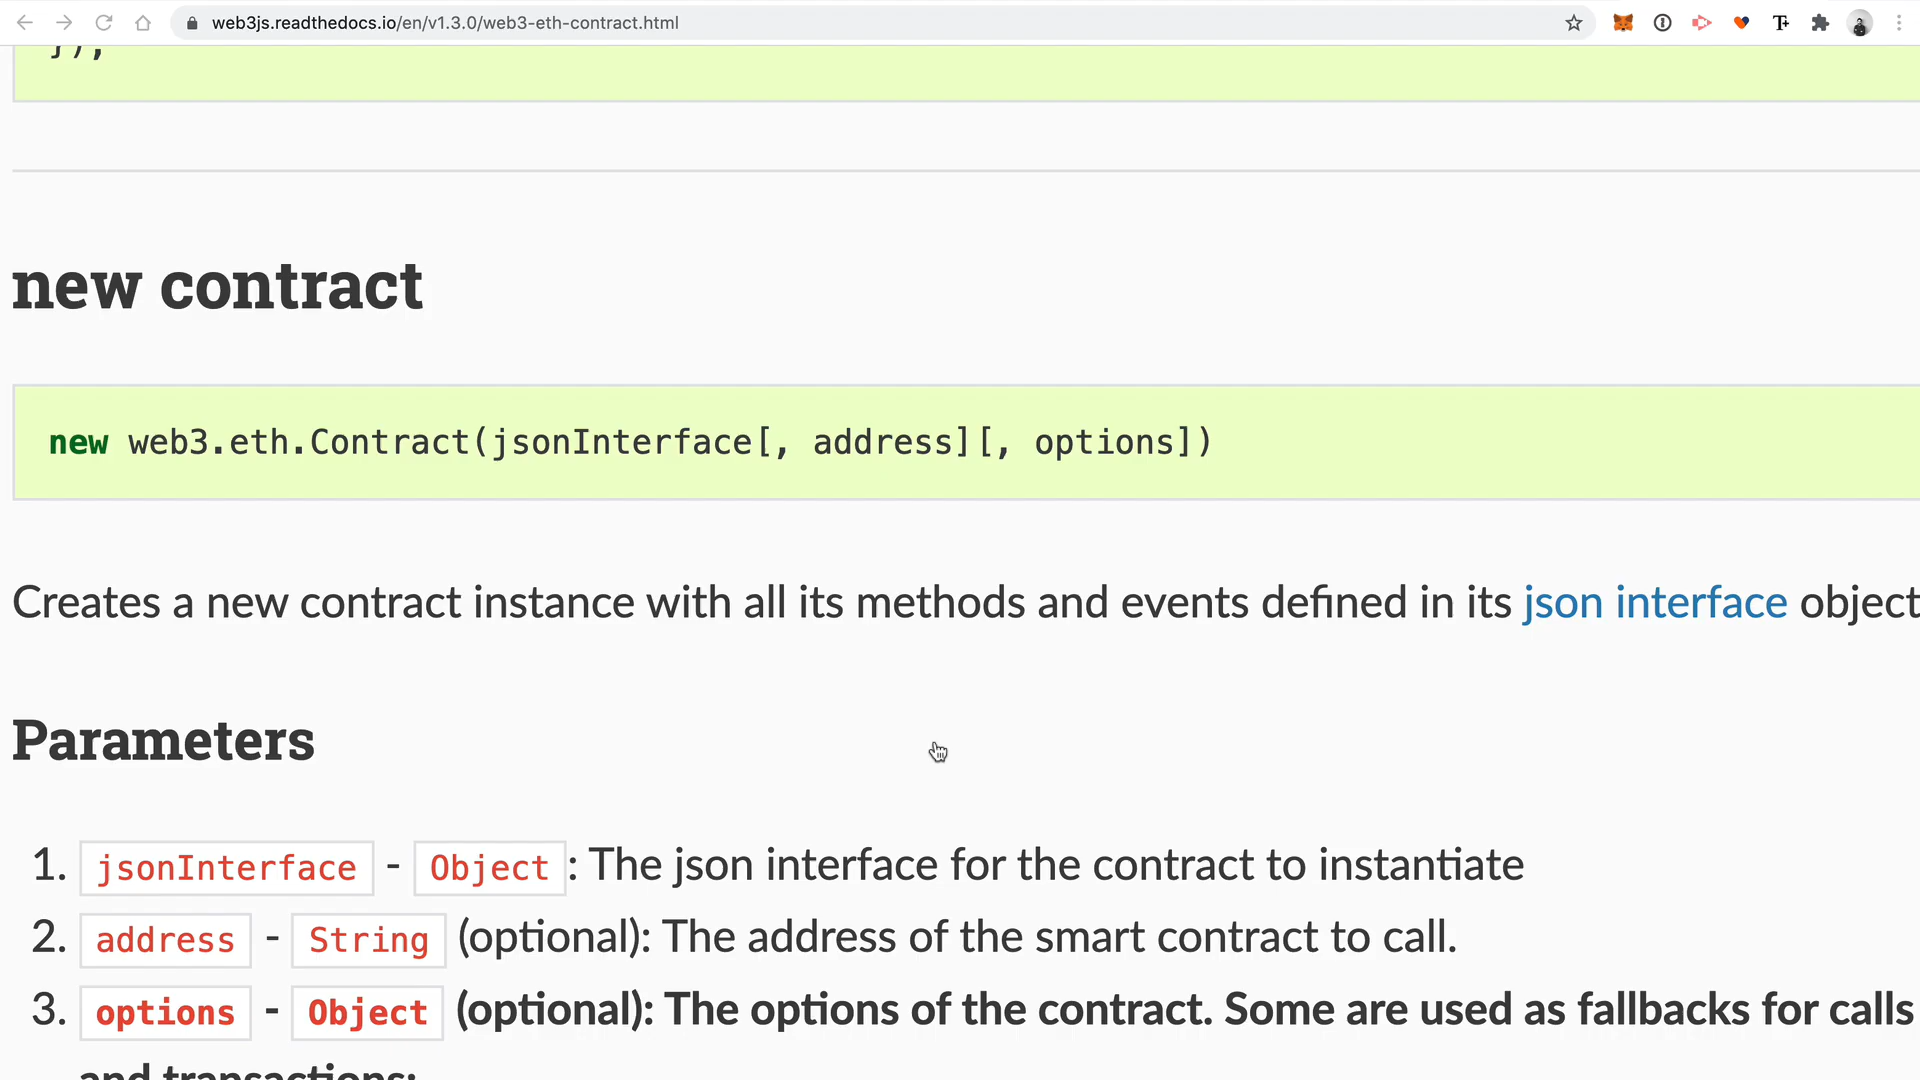 web3js.readthedocs.io/en/v1.3.0/web3-eth-contract.html
});
new contract
new web3.eth.Contract(jsonInterface[, address][, options])
Creates a new contract instance with all its methods and events defined in its json interface object
Parameters
1. jsonInterface - Object: The json interface for the contract to instantiate
2. address - String (optional): The address of the smart contract to call.
3. options - Object (optional): The options of the contract. Some are used as fallbacks for calls
and transactions: